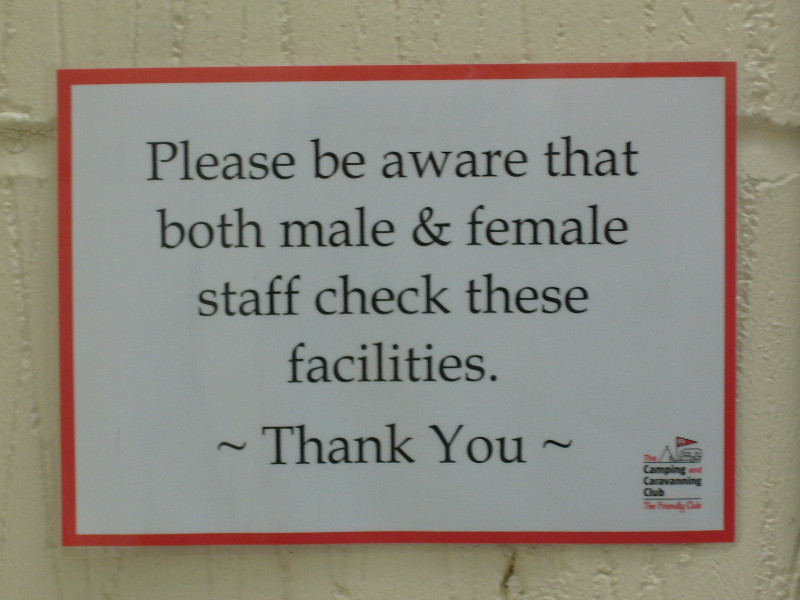 Please be aware that
both male & female
staff check these
facilities.
~ Thank You ~
The
Camping and
Caravanning
Club
The Friendly Club